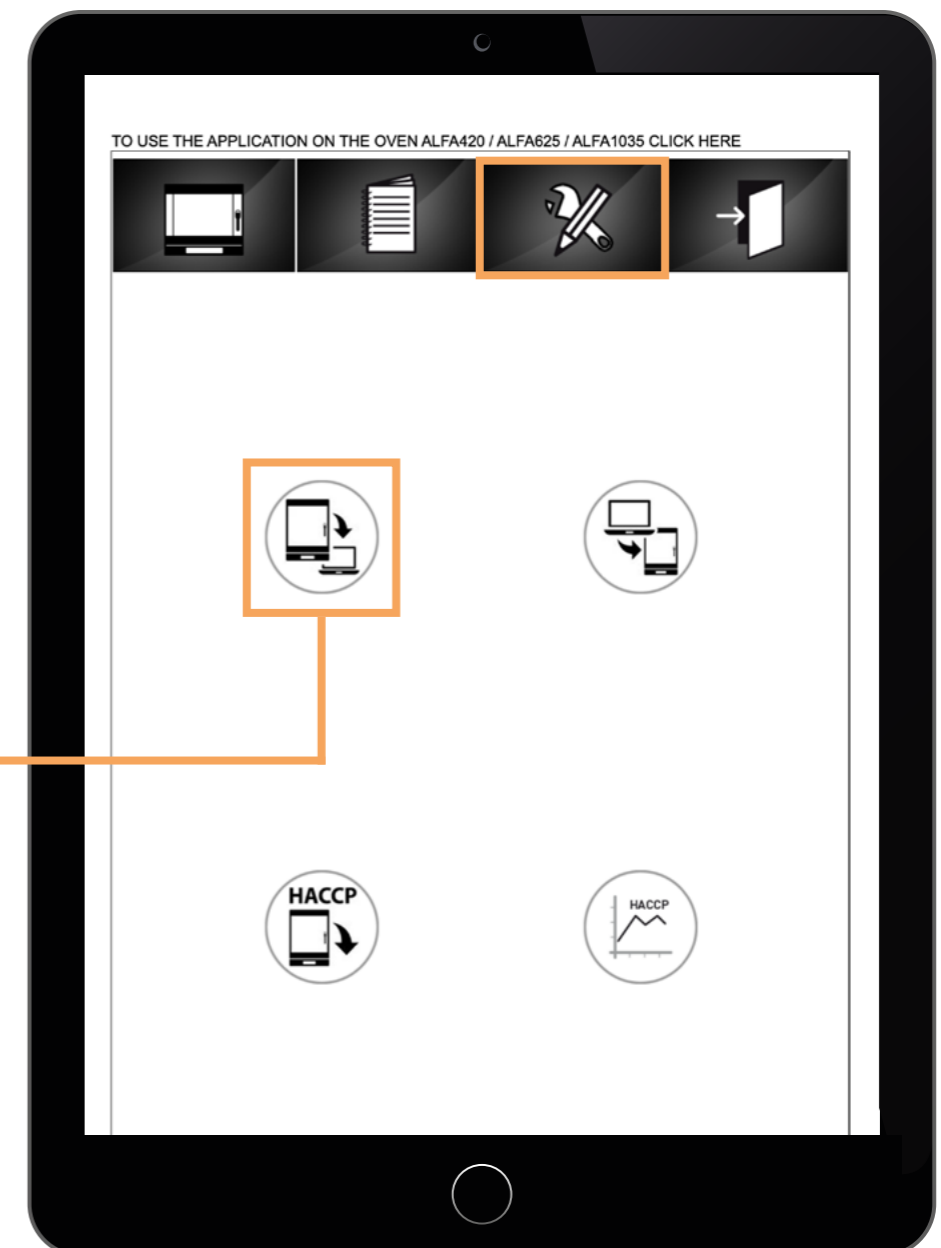 TO USE THE APPLICATION ON THE OVEN ALFA420 / ALFA625 / ALFA1035 CLICK HERE
HACCP
HACCP